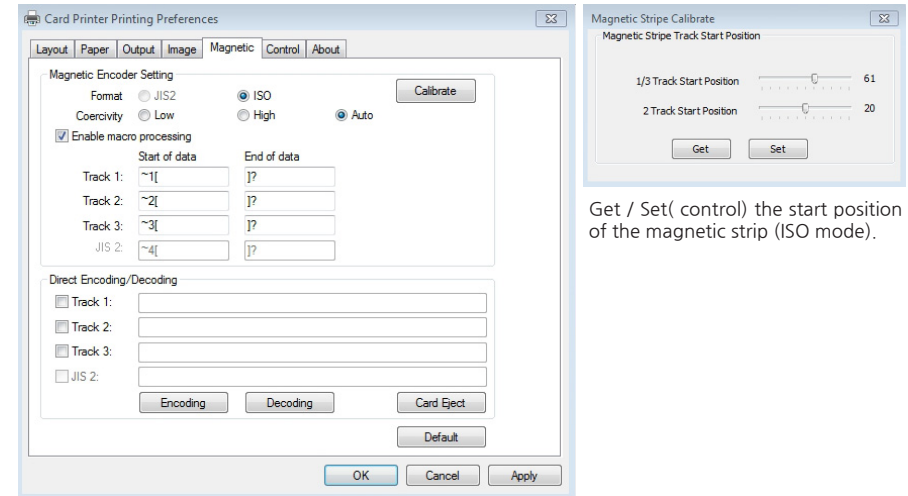 Card Printer Printing Preferences
Layout Paper Output Image Magnetic Control About
Magnetic Encoder Setting
Format JIS2 ISO Calibrate
Coercivity Low High Auto
Enable macro processing
Start of data End of data
Track 1: ~1[ ]?
Track 2: ~2[ ]?
Track 3: ~3[ ]?
JIS 2: ~4[ ]?
Direct Encoding/Decoding
Track 1:
Track 2:
Track 3:
JIS 2:
Encoding Decoding Card Eject
Default
OK Cancel Apply
Magnetic Stripe Calibrate
Magnetic Stripe Track Start Position
1/3 Track Start Position 61
2 Track Start Position 20
Get Set
Get / Set( control) the start position
of the magnetic strip (ISO mode).